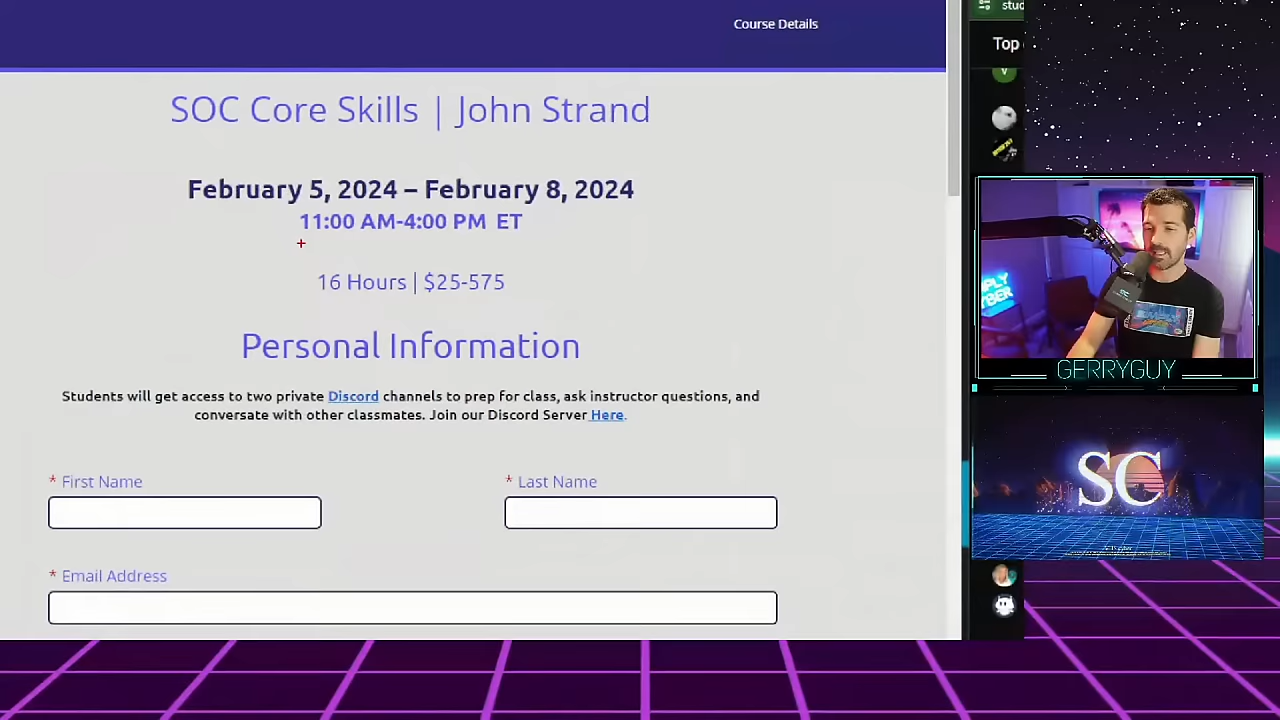 Course Details
stud
Top
SOC Core Skills | John Strand
February 5, 2024 – February 8, 2024
11:00 AM-4:00 PM ET
16 Hours | $25-575
Personal Information
Students will get access to two private Discord channels to prep for class, ask instructor questions, and
conversate with other classmates. Join our Discord Server Here.
* First Name
* Last Name
* Email Address
V
GERRYGUY
SC